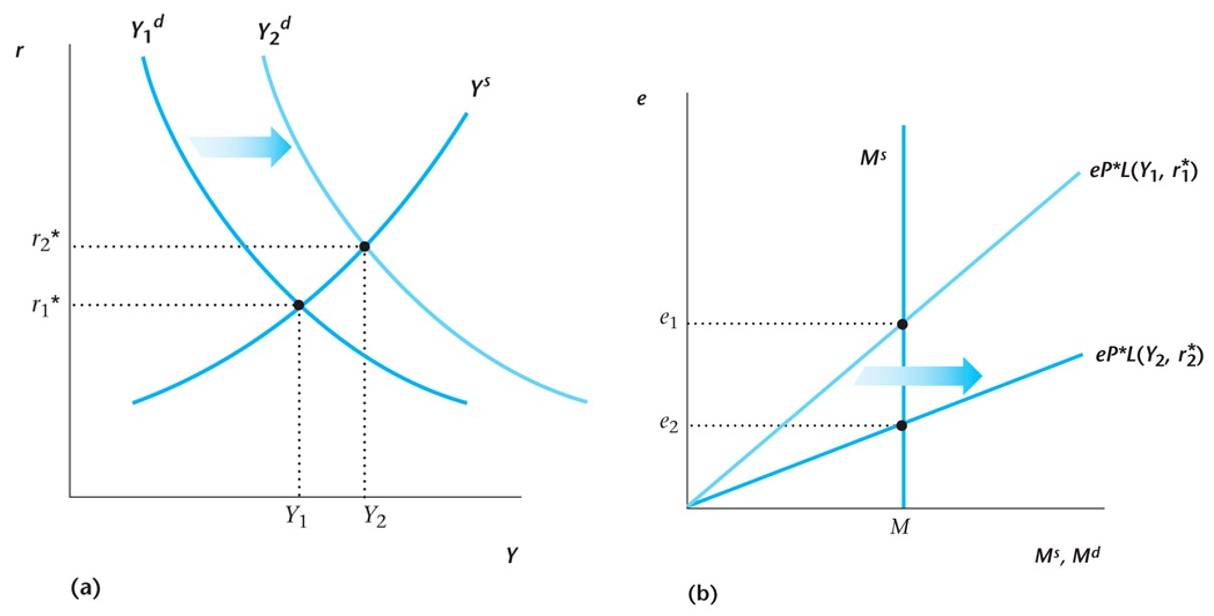 Y₁ᵈ
Y₂ᵈ
r
Yˢ
r₂*
r₁*
Y₁
Y₂
Y
(a)
e
Mˢ
eP*L(Y₁, r₁*)
e₁
eP*L(Y₂, r₂*)
e₂
M
Mˢ, Mᵈ
(b)